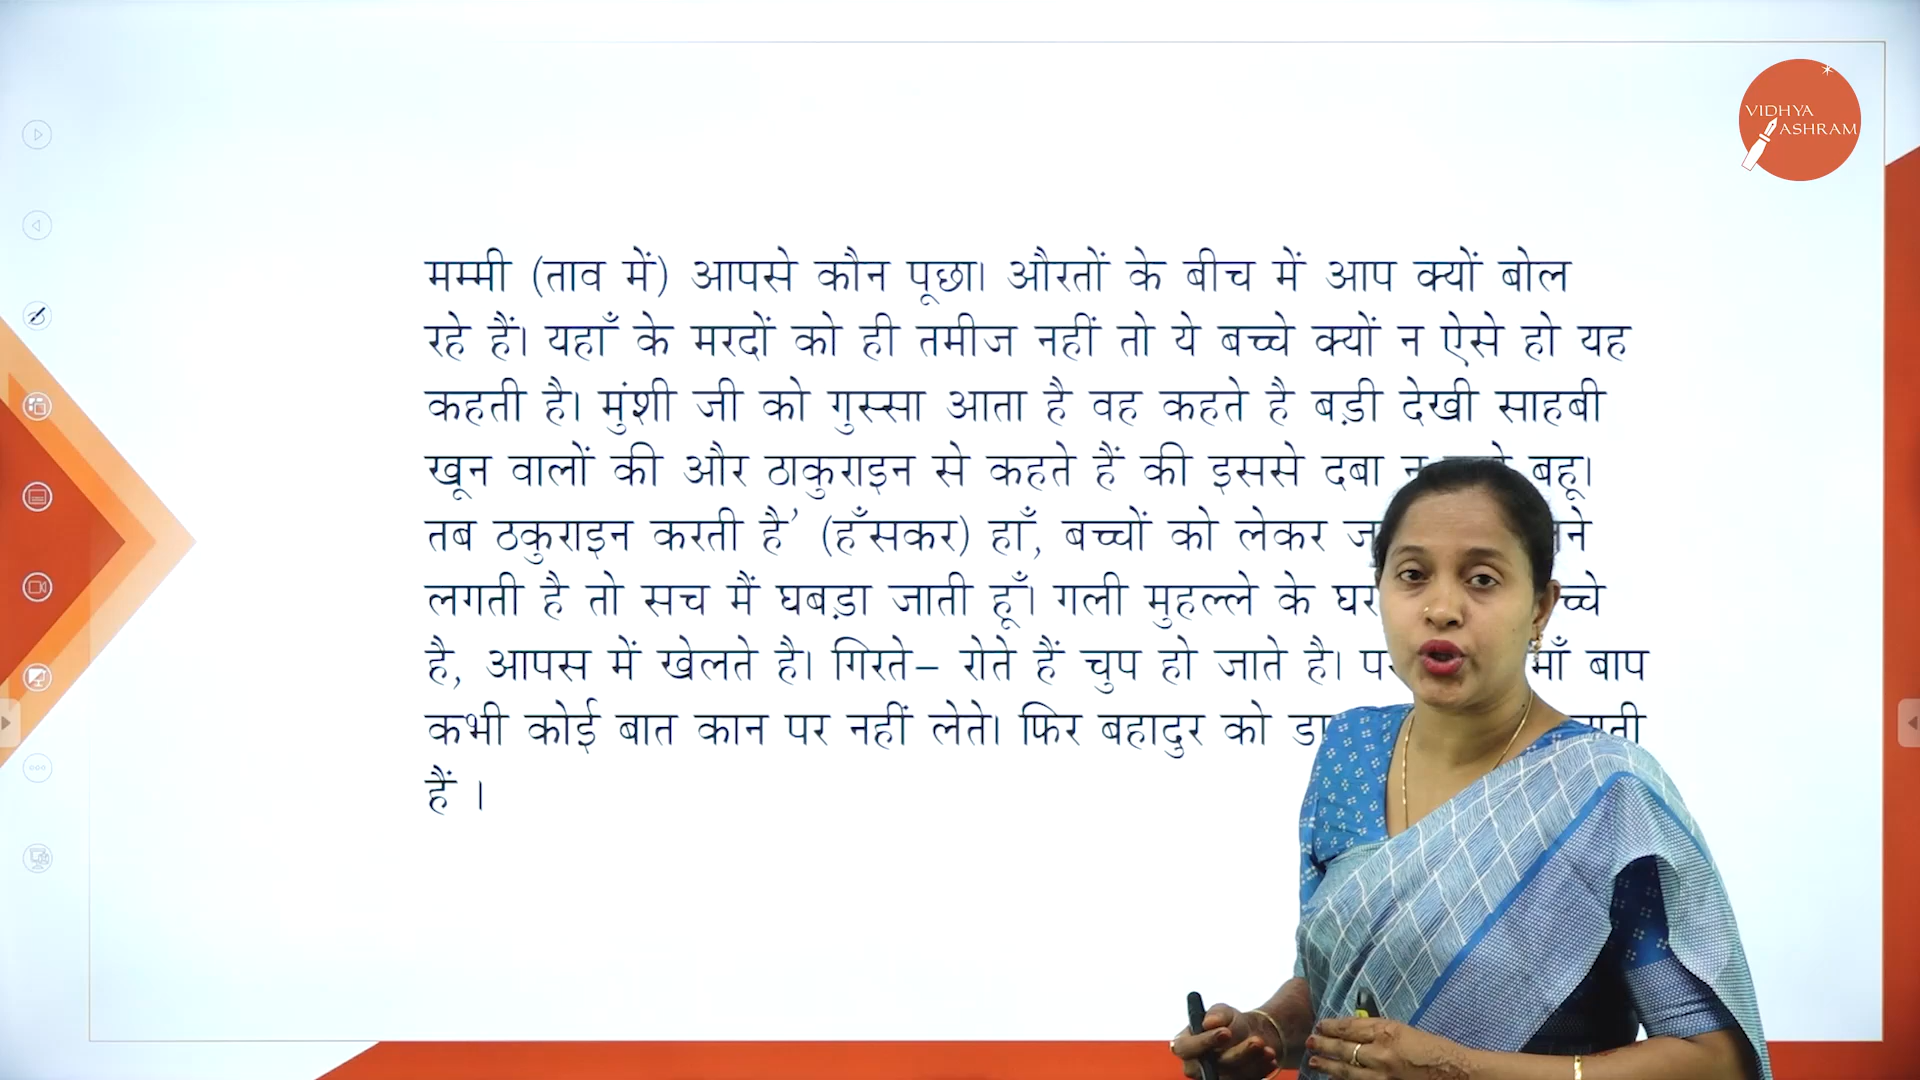 VIDHYA
ASHRAM
मम्मी (ताव में) आपसे कौन पूछा। औरतों के बीच में आप क्यों बोल
रहे हैं। यहाँ के मरदों को ही तमीज नहीं तो ये बच्चे क्यों न ऐसे हो यह
कहती है। मुंशी जी को गुस्सा आता है वह कहते है बड़ी देखी साहबी
खून वालों की और ठाकुराइन से कहते हैं की इससे दबा न बहू।
तब ठकुराइन करती है’ (हँसकर) हाँ, बच्चों को लेकर
लगती है तो सच मैं घबड़ा जाती हूँ। गली मुहल्ले के घर
है, आपस में खेलते है। गिरते– रोते हैं चुप हो जाते है। माँ बाप
कभी कोई बात कान पर नहीं लेते। फिर बहादुर को
हैं ।